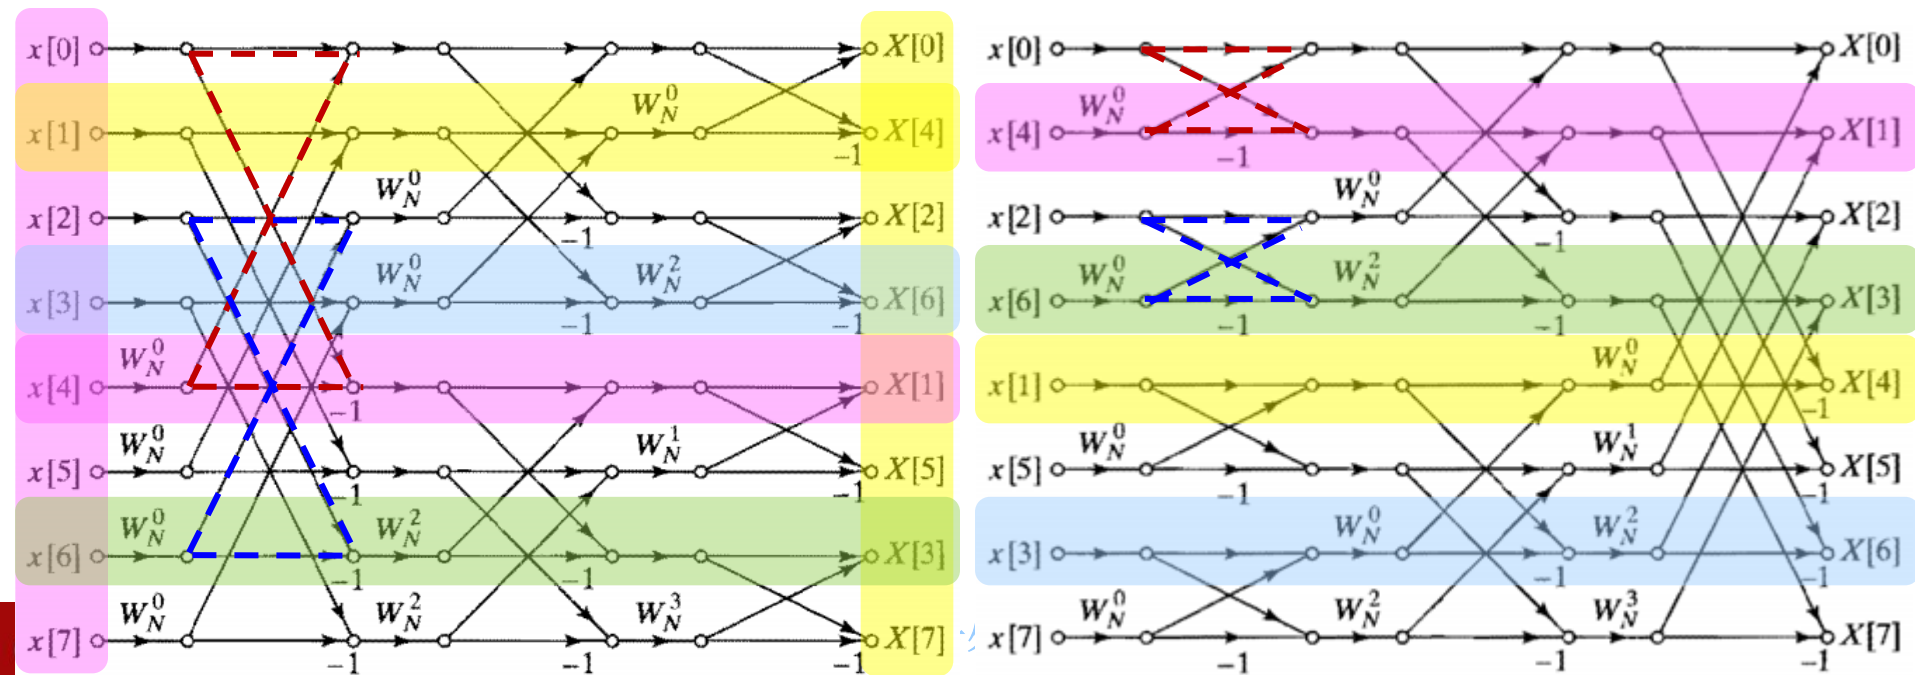 x[0] X[0] x[0] X[0]
W_N^0 W_N^0
x[1] X[4] x[4] X[1]
-1 -1
W_N^0 W_N^0
x[2] X[2] x[2] X[2]
-1 -1
W_N^0 W_N^2 W_N^0 W_N^2
x[3] X[6] x[6] X[3]
-1 -1 -1 -1
W_N^0 W_N^0
x[4] X[1] x[1] X[4]
-1 -1
W_N^0 W_N^1 W_N^0 W_N^1
x[5] X[5] x[5] X[5]
-1 -1 -1 -1
W_N^0 W_N^2 W_N^0 W_N^2
x[6] X[3] x[3] X[6]
-1 -1 -1 -1
W_N^0 W_N^2 W_N^3 W_N^0 W_N^2 W_N^3
x[7] X[7] x[7] X[7]
-1 -1 -1 -1 -1 -1